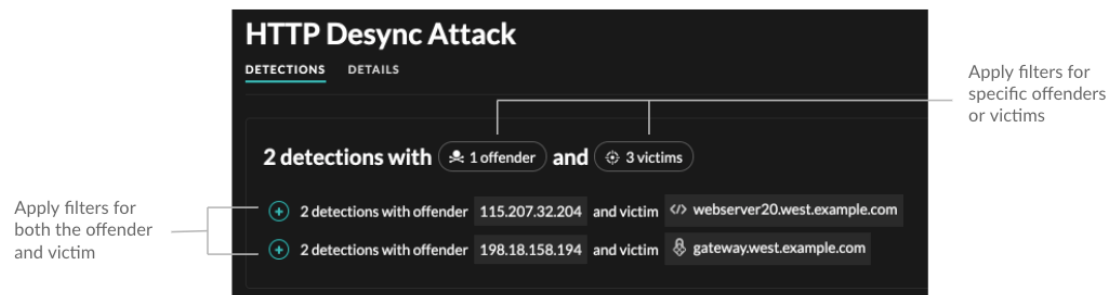 HTTP Desync Attack
DETECTIONS DETAILS
Apply filters for
specific offenders
or victims
2 detections with 1 offender and 3 victims
Apply filters for
both the offender
and victim
2 detections with offender 115.207.32.204 and victim </> webserver20.west.example.com
2 detections with offender 198.18.158.194 and victim gateway.west.example.com